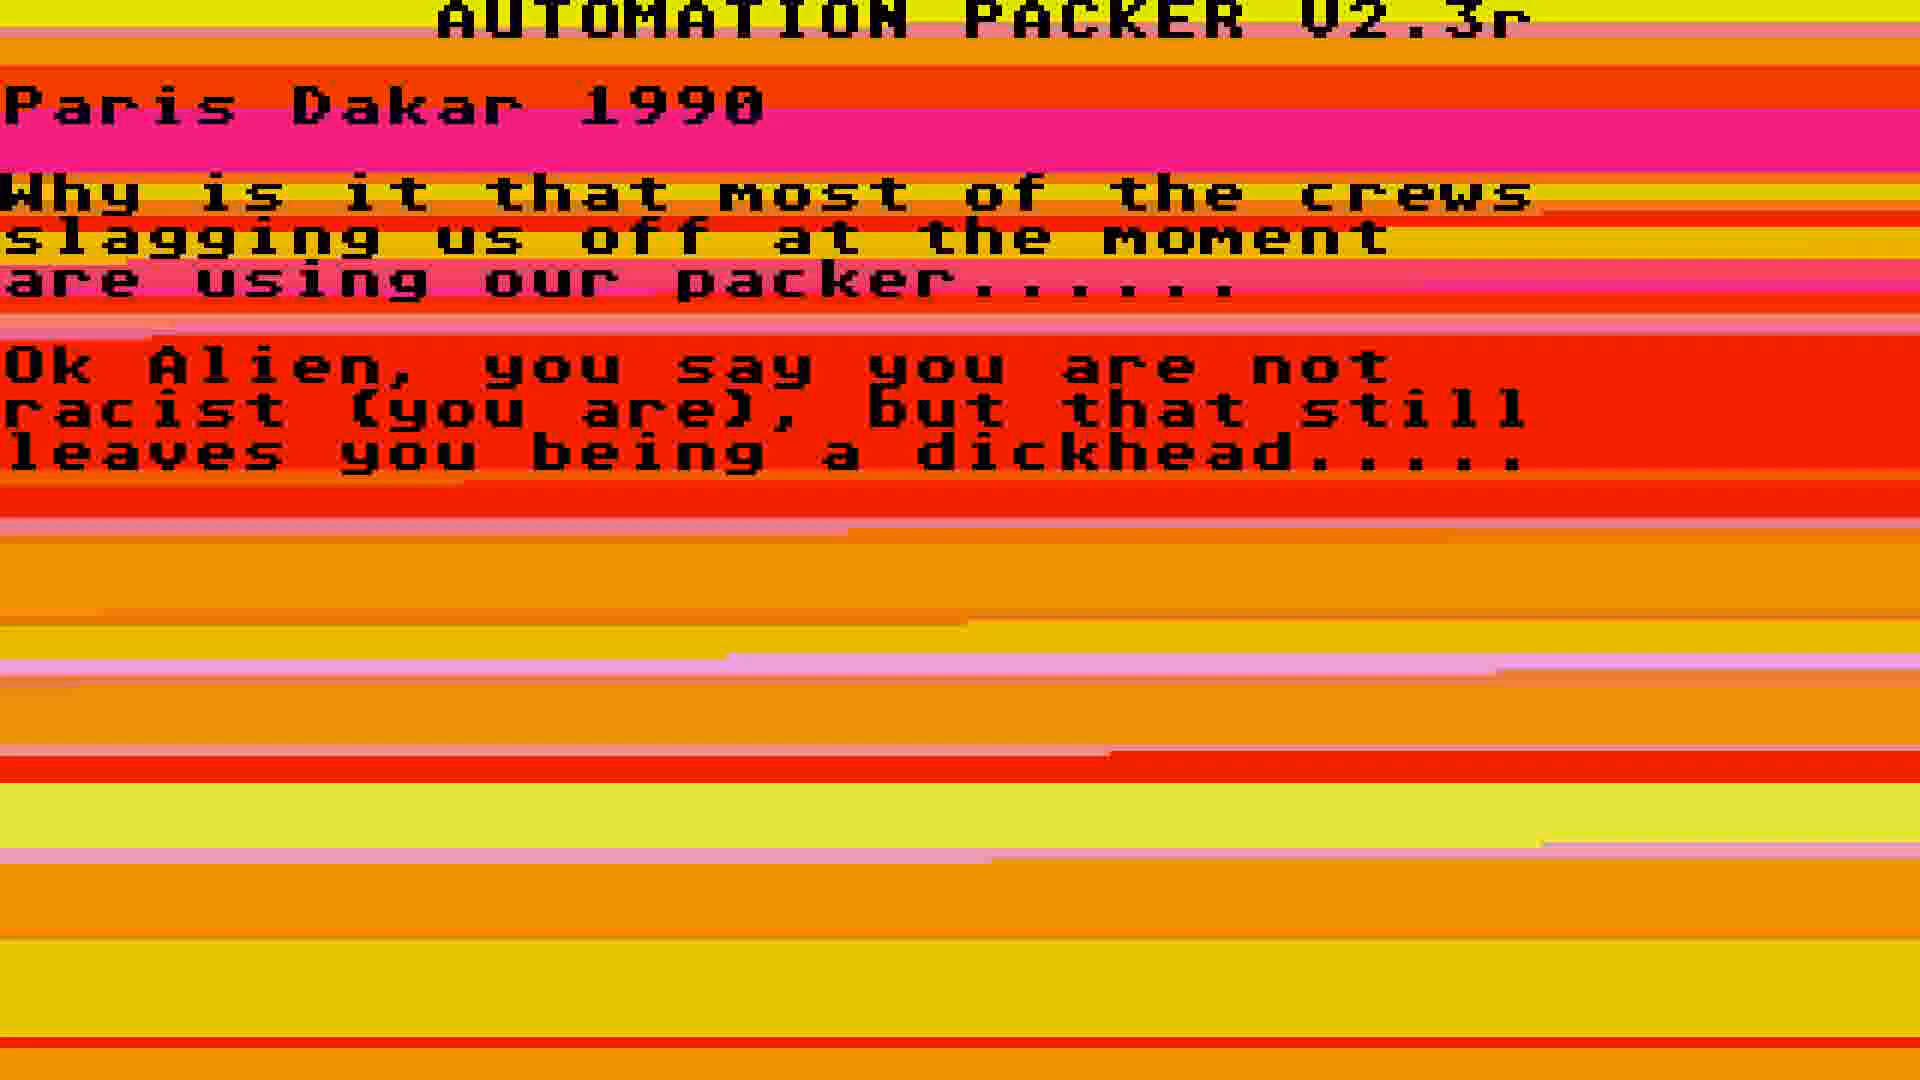 AUTOMATION PACKER V2.3r
Paris Dakar 1990
Why is it that most of the crews
slagging us off at the moment
are using our packer......
Ok Alien, you say you are not
racist (you are), but that still
leaves you being a dickhead.....